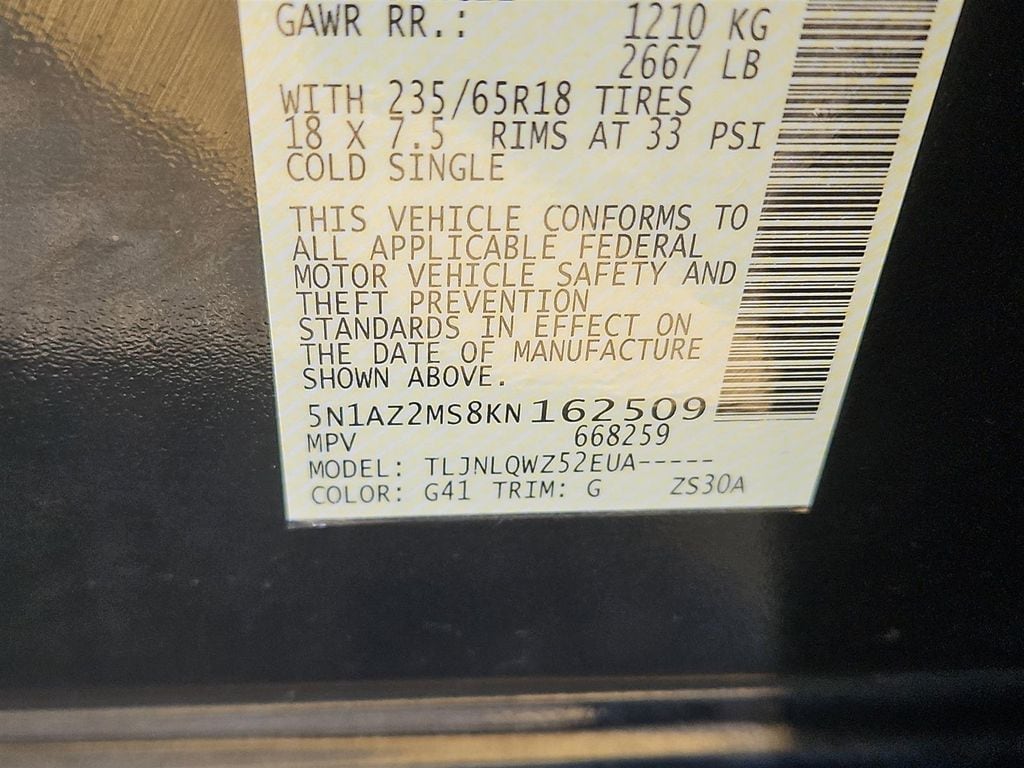 GAWR RR.: 1210 KG
2667 LB
WITH 235/65R18 TIRES
18 X 7.5 RIMS AT 33 PSI
COLD SINGLE
THIS VEHICLE CONFORMS TO
ALL APPLICABLE FEDERAL
MOTOR VEHICLE SAFETY AND
THEFT PREVENTION
STANDARDS IN EFFECT ON
THE DATE OF MANUFACTURE
SHOWN ABOVE.
5N1AZ2MS8KN162509
MPV 668259
MODEL: TLJNLQWZ52EUA-----
COLOR: G41 TRIM: G ZS30A